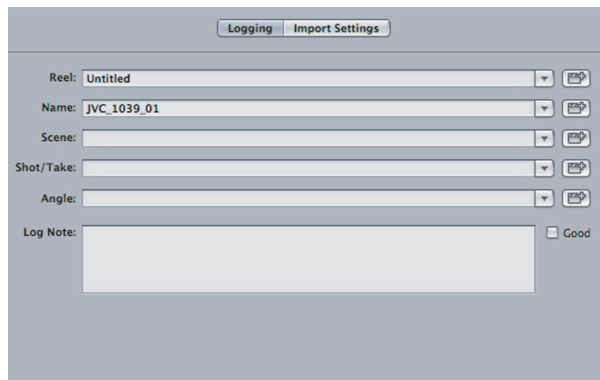 Logging Import Settings
Reel: Untitled
Name: JVC_1039_01
Scene:
Shot/Take:
Angle:
Log Note: Good